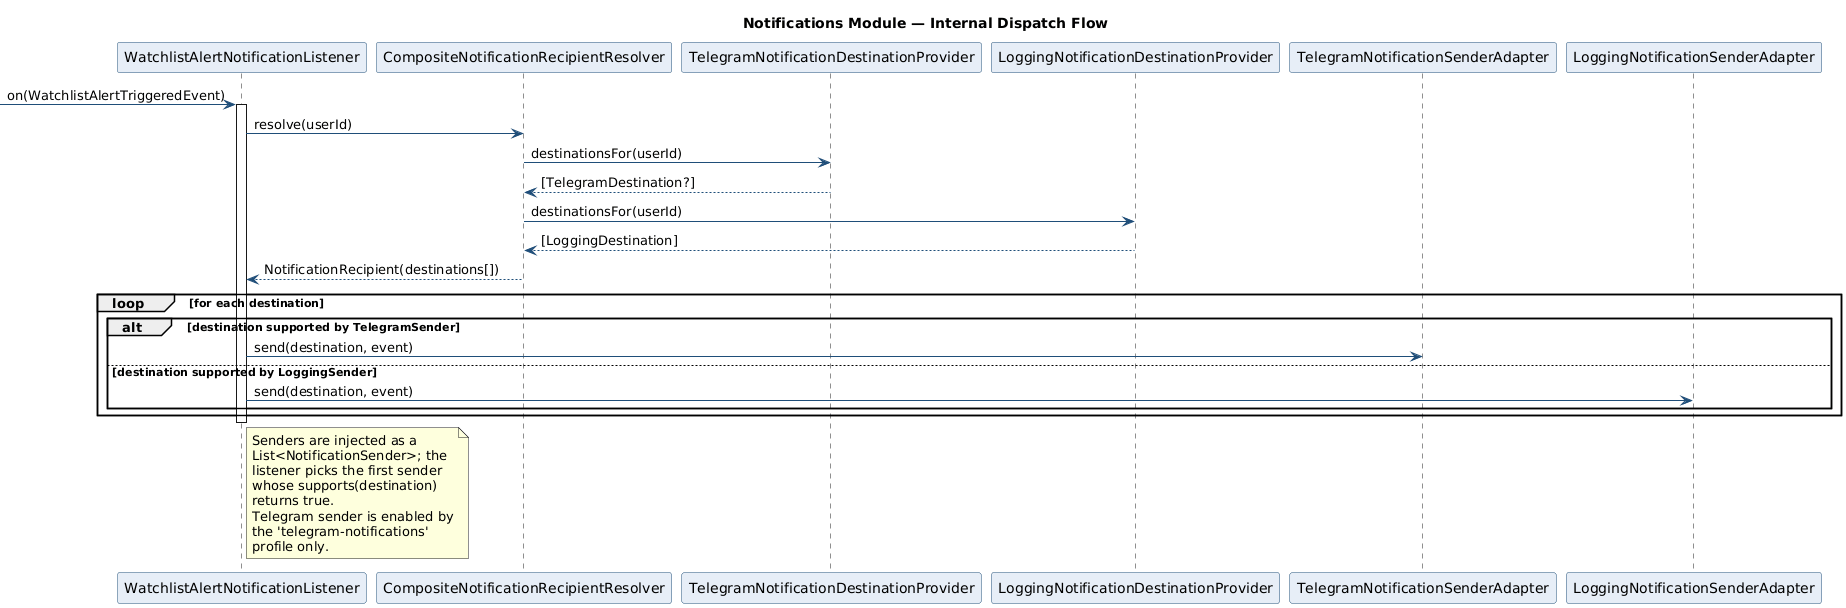 Notifications Module — Internal Dispatch Flow
WatchlistAlertNotificationListener
CompositeNotificationRecipientResolver
TelegramNotificationDestinationProvider
LoggingNotificationDestinationProvider
TelegramNotificationSenderAdapter
LoggingNotificationSenderAdapter
on(WatchlistAlertTriggeredEvent)
resolve(userId)
destinationsFor(userId)
[TelegramDestination?]
destinationsFor(userId)
[LoggingDestination]
NotificationRecipient(destinations[])
loop [for each destination]
alt [destination supported by TelegramSender]
send(destination, event)
[destination supported by LoggingSender]
send(destination, event)
Senders are injected as a
List<NotificationSender>; the
listener picks the first sender
whose supports(destination)
returns true.
Telegram sender is enabled by
the 'telegram-notifications'
profile only.
WatchlistAlertNotificationListener
CompositeNotificationRecipientResolver
TelegramNotificationDestinationProvider
LoggingNotificationDestinationProvider
TelegramNotificationSenderAdapter
LoggingNotificationSenderAdapter